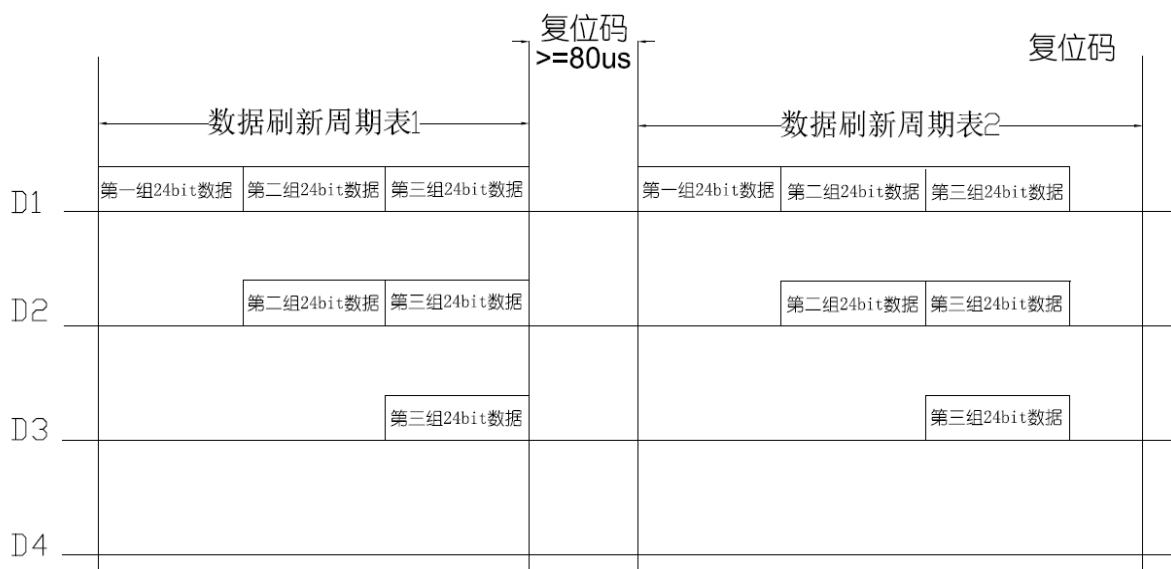 复位码
>=80us
复位码
数据刷新周期表1
数据刷新周期表2
D1 第一组24bit数据 第二组24bit数据 第三组24bit数据 第一组24bit数据 第二组24bit数据 第三组24bit数据
D2 第二组24bit数据 第三组24bit数据 第二组24bit数据 第三组24bit数据
D3 第三组24bit数据 第三组24bit数据
D4